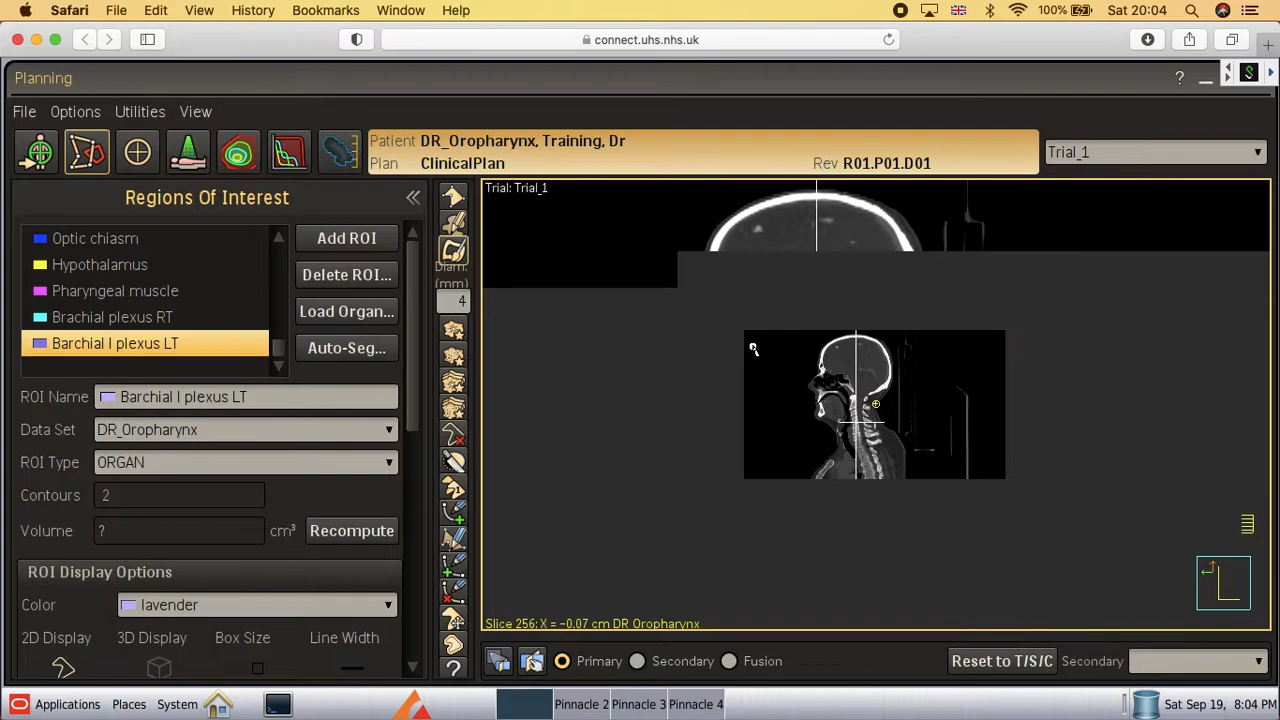 Safari File Edit View History Bookmarks Window Help 100% Sat 20:04
connect.uhs.nhs.uk
Planning ?
File Options Utilities View
Patient DR_Oropharynx, Training, Dr
Plan ClinicalPlan Rev R01.P01.D01
Trial_1
Regions Of Interest
Trial: Trial_1
Optic chiasm
Hypothalamus
Pharyngeal muscle
Brachial plexus RT
Barchial l plexus LT
Add ROI
Delete ROI...
Load Organ...
Auto-Seg...
Diam.
(mm)
4
ROI Name Barchial l plexus LT
Data Set DR_Oropharynx
ROI Type ORGAN
Contours 2
Volume ? cm³ Recompute
ROI Display Options
Color lavender
2D Display 3D Display Box Size Line Width
Slice 256: X = -0.07 cm DR Oropharynx
? Primary Secondary Fusion Reset to T/S/C Secondary
Applications Places System Pinnacle 2 Pinnacle 3 Pinnacle 4 Sat Sep 19, 8:04 PM